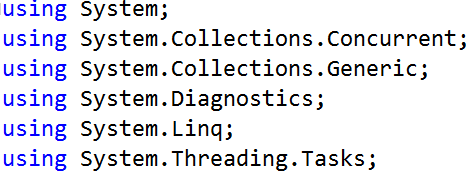 using System;
using System.Collections.Concurrent;
using System.Collections.Generic;
using System.Diagnostics;
using System.Linq;
using System.Threading.Tasks;